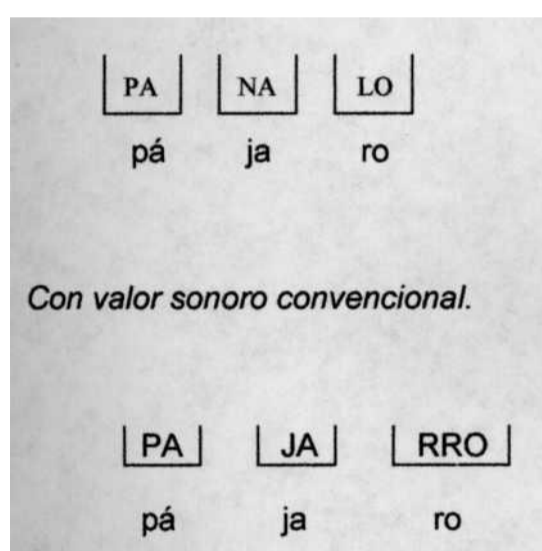 PA NA LO
pá ja ro
Con valor sonoro convencional.
PA JA RRO
pá ja ro